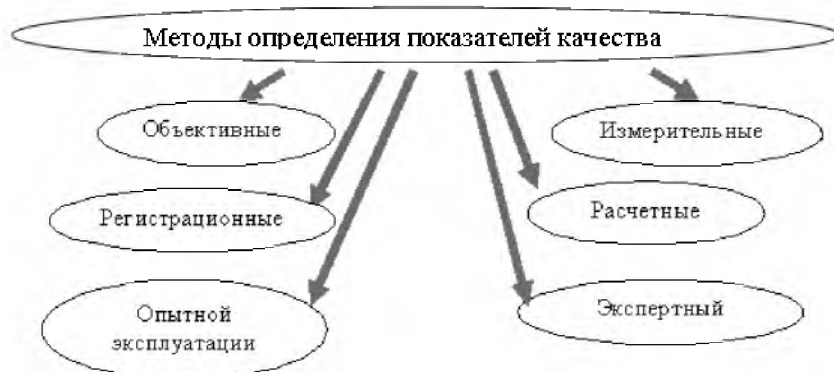 Методы определения показателей качества
Объективные
Измерительные
Регистрационные
Расчетные
Опытной
эксплуатации
Экспертный